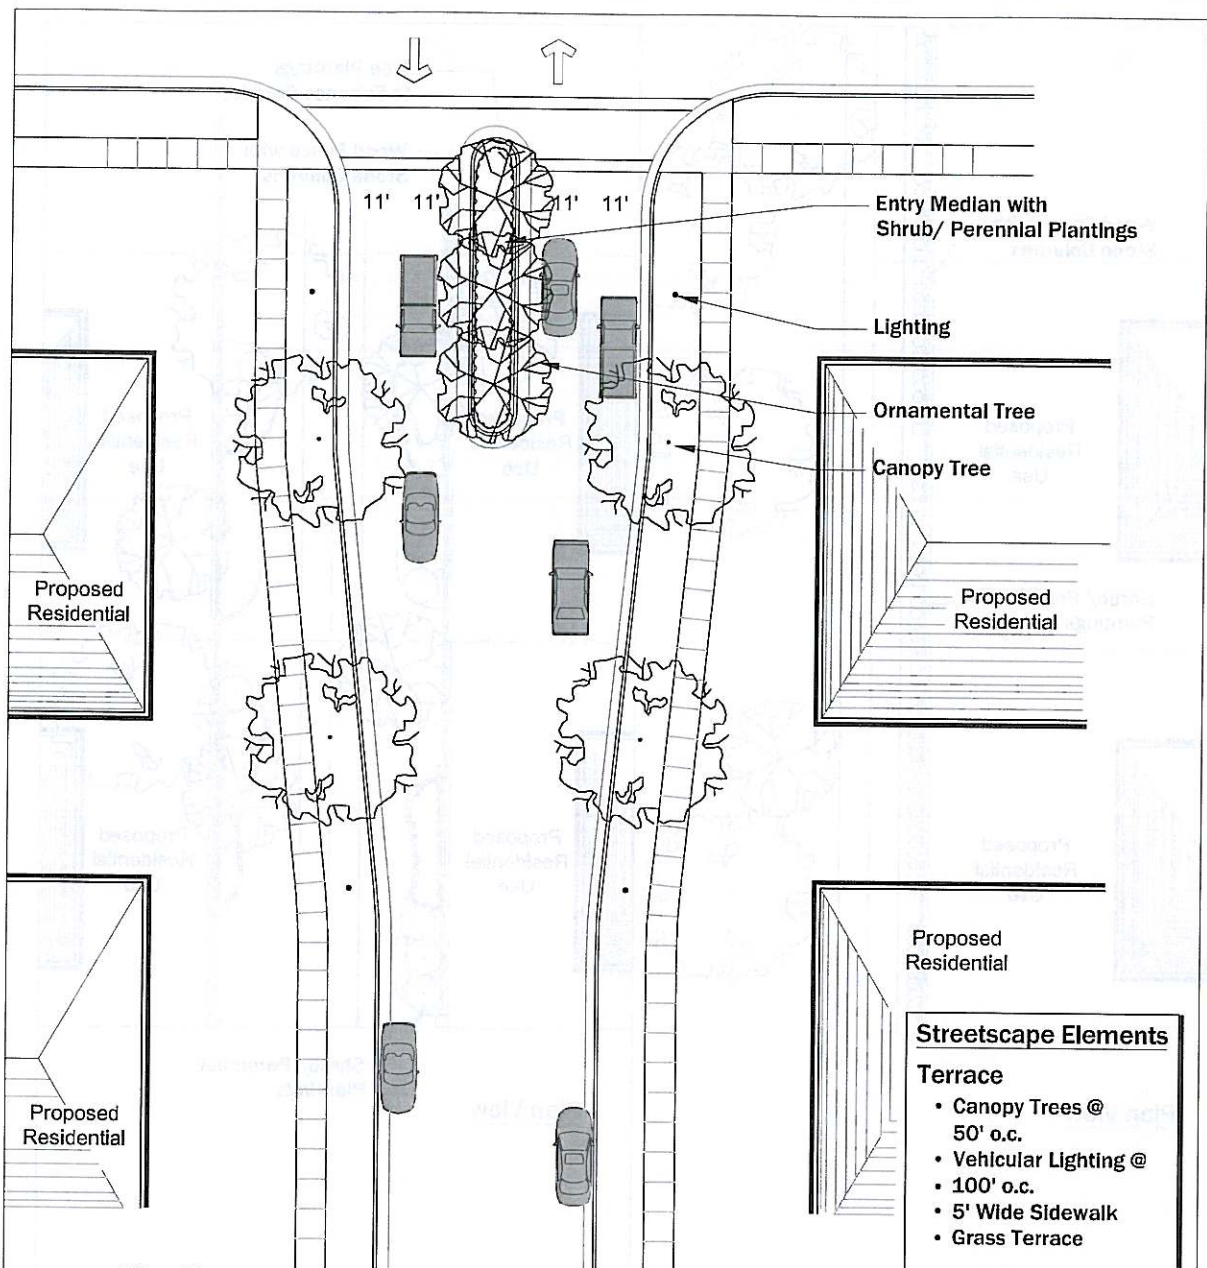 11'
11'
11'
11'
Entry Median with
Shrub/ Perennial Plantings
Lighting
Ornamental Tree
Canopy Tree
Proposed
Residential
Proposed
Residential
Proposed
Residential
Proposed
Residential
Streetscape Elements
Terrace
• Canopy Trees @
50' o.c.
• Vehicular Lighting @
• 100' o.c.
• 5' Wide Sidewalk
• Grass Terrace